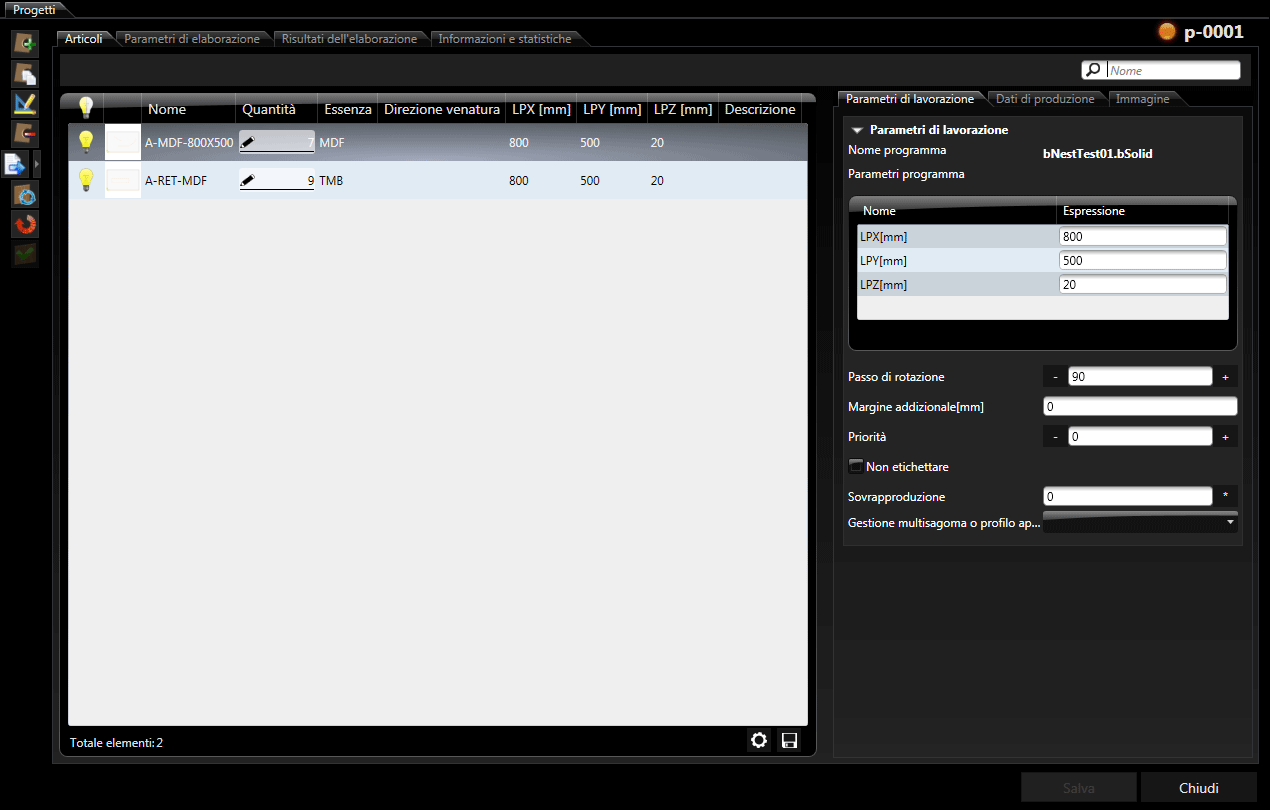 Progetti
Articoli Parametri di elaborazione Risultati dell'elaborazione Informazioni e statistiche
p-0001
Nome
Nome Quantità Essenza Direzione venatura LPX [mm] LPY [mm] LPZ [mm] Descrizione
A-MDF-800X500 7 MDF 800 500 20
A-RET-MDF 9 TMB 800 500 20
Totale elementi:2
Parametri di lavorazione Dati di produzione Immagine
Parametri di lavorazione
Nome programma bNestTest01.bSolid
Parametri programma
Nome Espressione
LPX[mm] 800
LPY[mm] 500
LPZ[mm] 20
Passo di rotazione - 90 +
Margine addizionale[mm] 0
Priorità - 0 +
Non etichettare
Sovrapproduzione 0 *
Gestione multisagoma o profilo ap...
Salva Chiudi